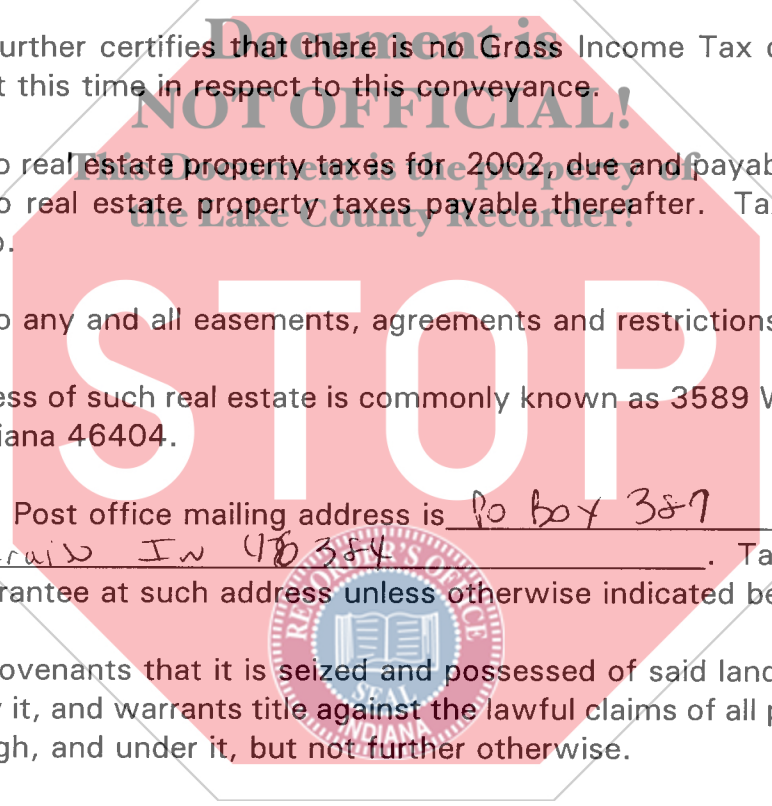 Document is
urther certifies that there is no Gross Income Tax
t this time in respect to this conveyance.
NOT OFFICIAL!
o real estate property taxes for 2002, due and payab
This Document is the property of
o real estate property taxes payable thereafter. Ta
the Lake County Recorder!
o any and all easements, agreements and restrictions
STOP
ess of such real estate is commonly known as 3589 W
iana 46404.
Post office mailing address is Po Box 387
In 46384. Ta
rantee at such address unless otherwise indicated be
RECORDER'S OFFICE
ovenants that it is seized and possessed of said land
SEAL
it, and warrants title against the lawful claims of all p
INDIANA
gh, and under it, but not further otherwise.